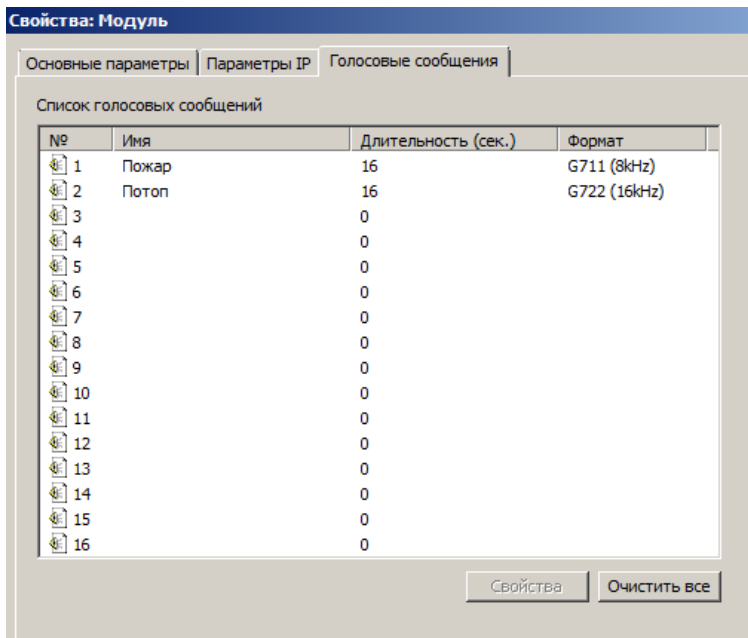 Свойства: Модуль
Основные параметры Параметры IP Голосовые сообщения
Список голосовых сообщений
№ Имя Длительность (сек.) Формат
1 Пожар 16 G711 (8kHz)
2 Потоп 16 G722 (16kHz)
3 0
4 0
5 0
6 0
7 0
8 0
9 0
10 0
11 0
12 0
13 0
14 0
15 0
16 0
Свойства Очистить все